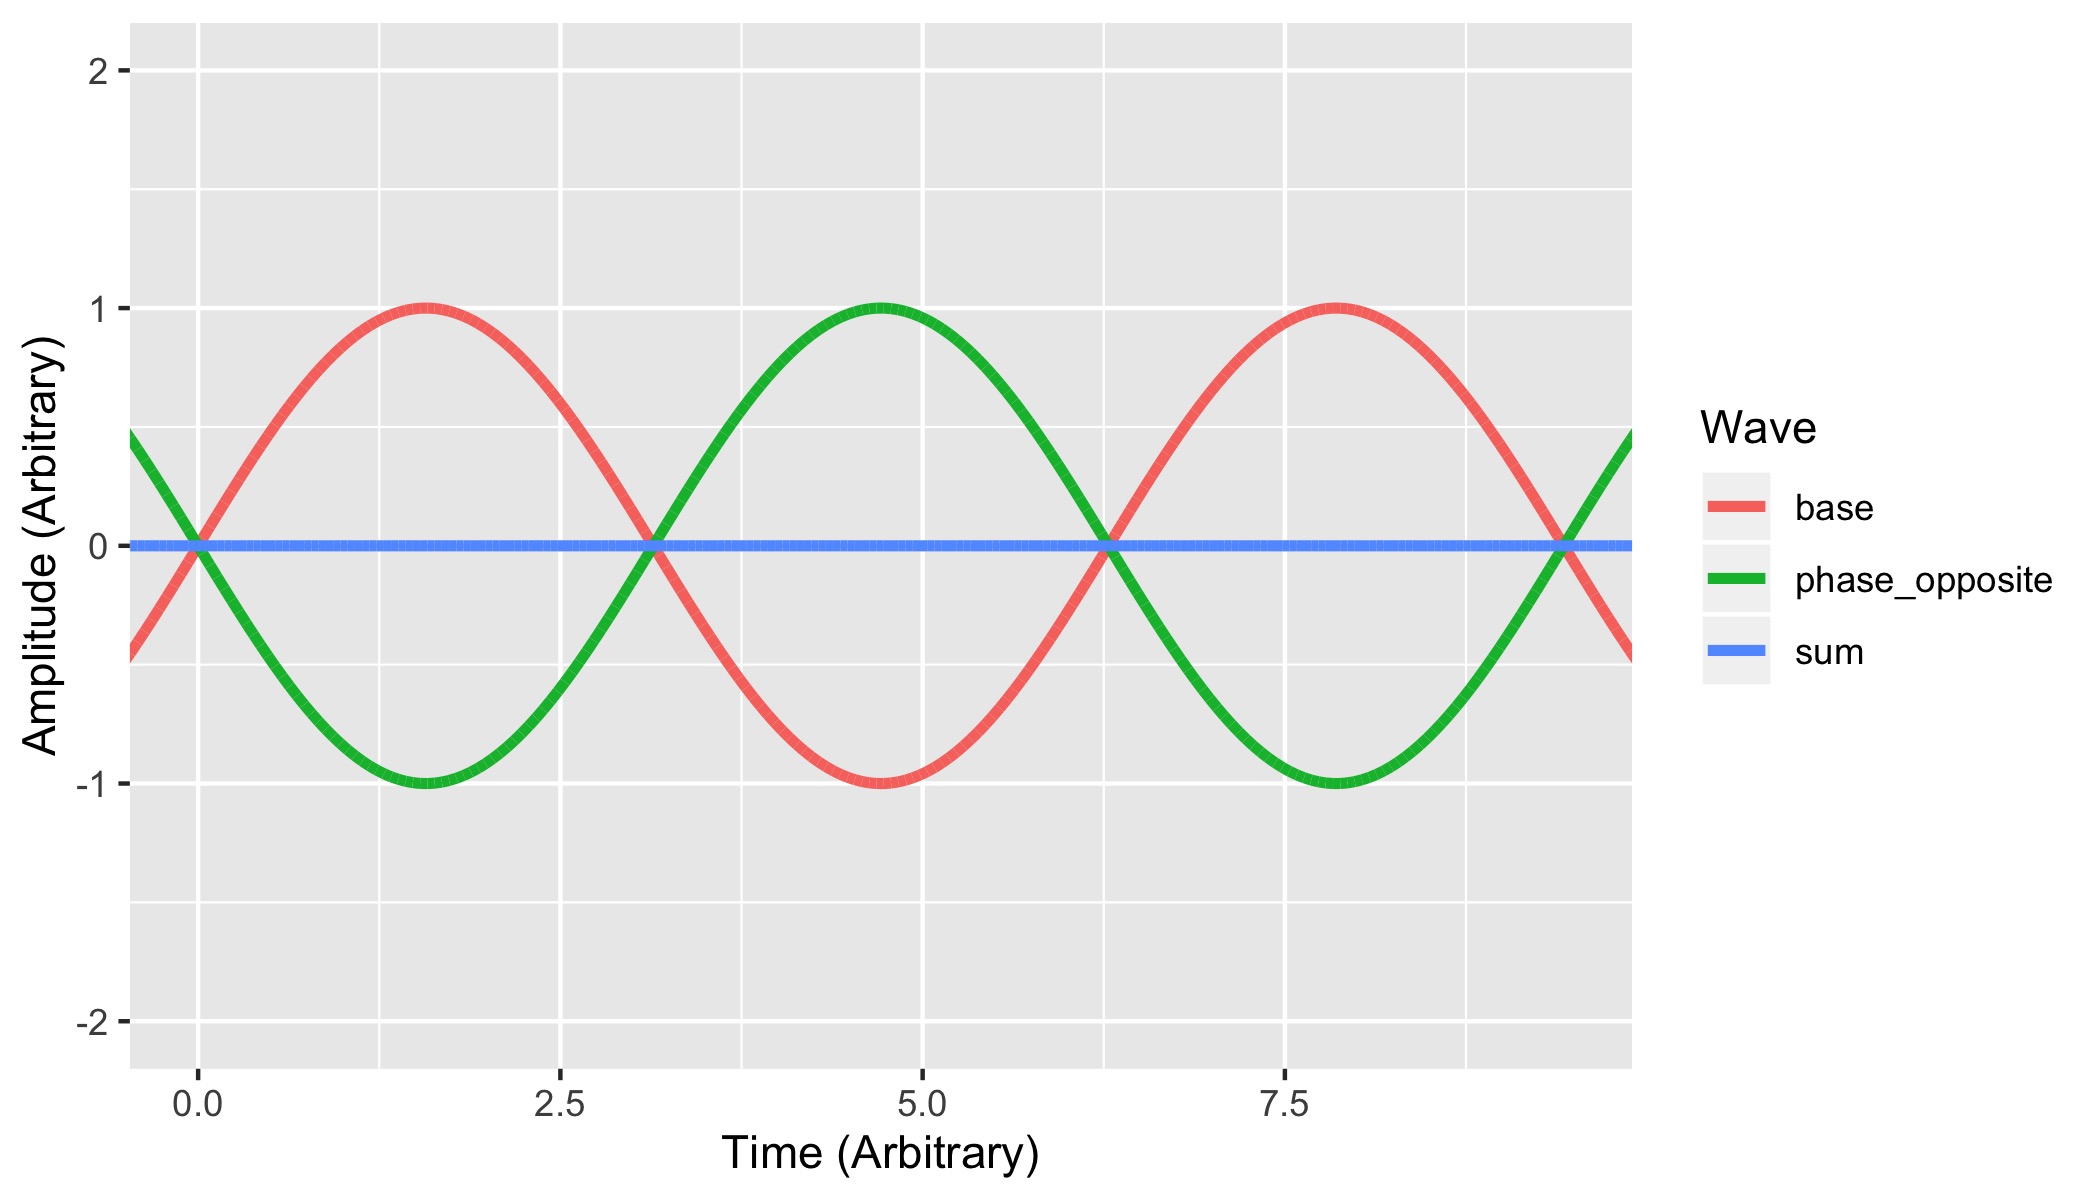 2
1
0
-1
-2
Amplitude (Arbitrary)
0.0 2.5 5.0 7.5
Time (Arbitrary)
Wave
base
phase_opposite
sum